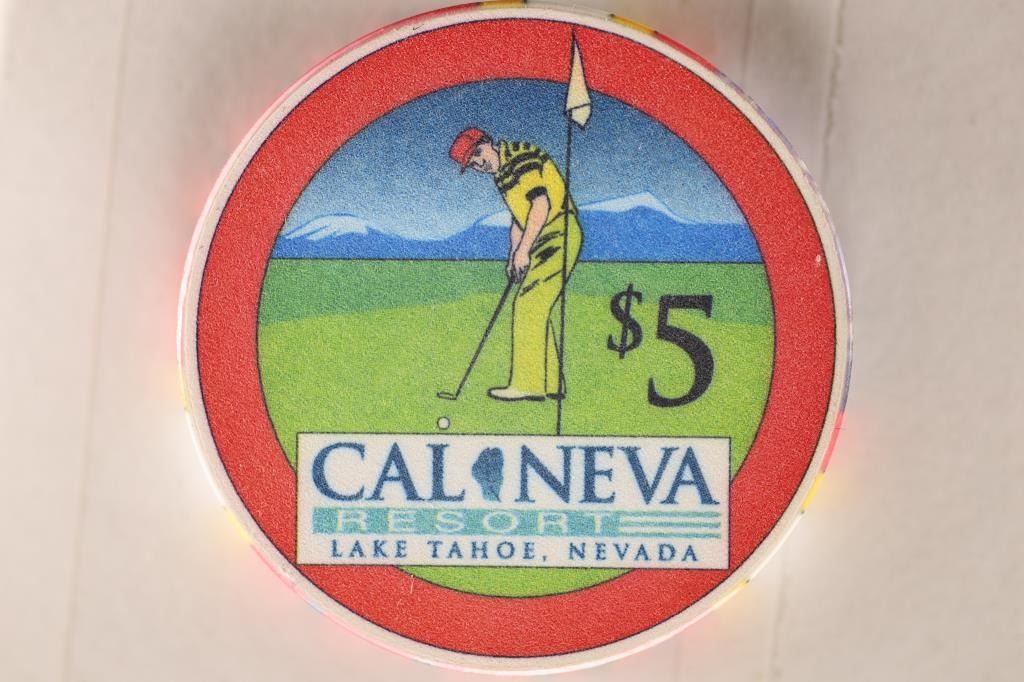 $5
CAL NEVA
RESORT
LAKE TAHOE, NEVADA